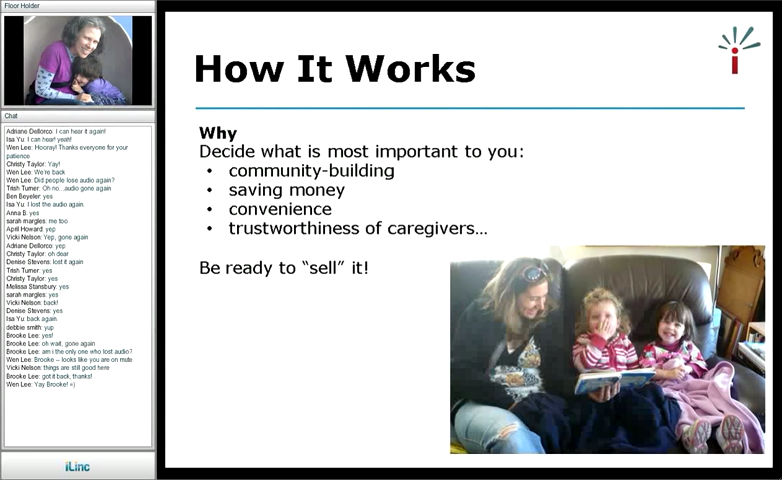 Floor Holder
Chat
Adriane Dellorco: I can hear it again!
Isa Yu: I can hear! yeah!
Wen Lee: Hooray! Thanks everyone for your
patience
Christy Taylor: Yay!
Wen Lee: We're back
Wen Lee: Did people lose audio again?
Trish Turner: Oh no...audio gone again
Ben Beyeler: yes
Isa Yu: I lost the audio again.
Anna B: yes
sarah margles: me too
April Howard: yep
Vicki Nelson: Yep, gone again
Adriane Dellorco: yep
Christy Taylor: oh dear
Denise Stevens: lost it again
Trish Turner: yes
Christy Taylor: yes
Melissa Stansbury: yes
sarah margles: yes
Vicki Nelson: back!
Denise Stevens: yes
Isa Yu: back again.
debbie smith: yup
Brooke Lee: yes!
Brooke Lee: oh wait, gone again
Brooke Lee: am i the only one who lost audio?
Wen Lee: Brooke -- looks like you are on mute
Vicki Nelson: things are still good here
Brooke Lee: got it back, thanks!
Wen Lee: Yay Brooke! =)
iLinc
How It Works
Why
Decide what is most important to you:
• community-building
• saving money
• convenience
• trustworthiness of caregivers...
Be ready to “sell” it!